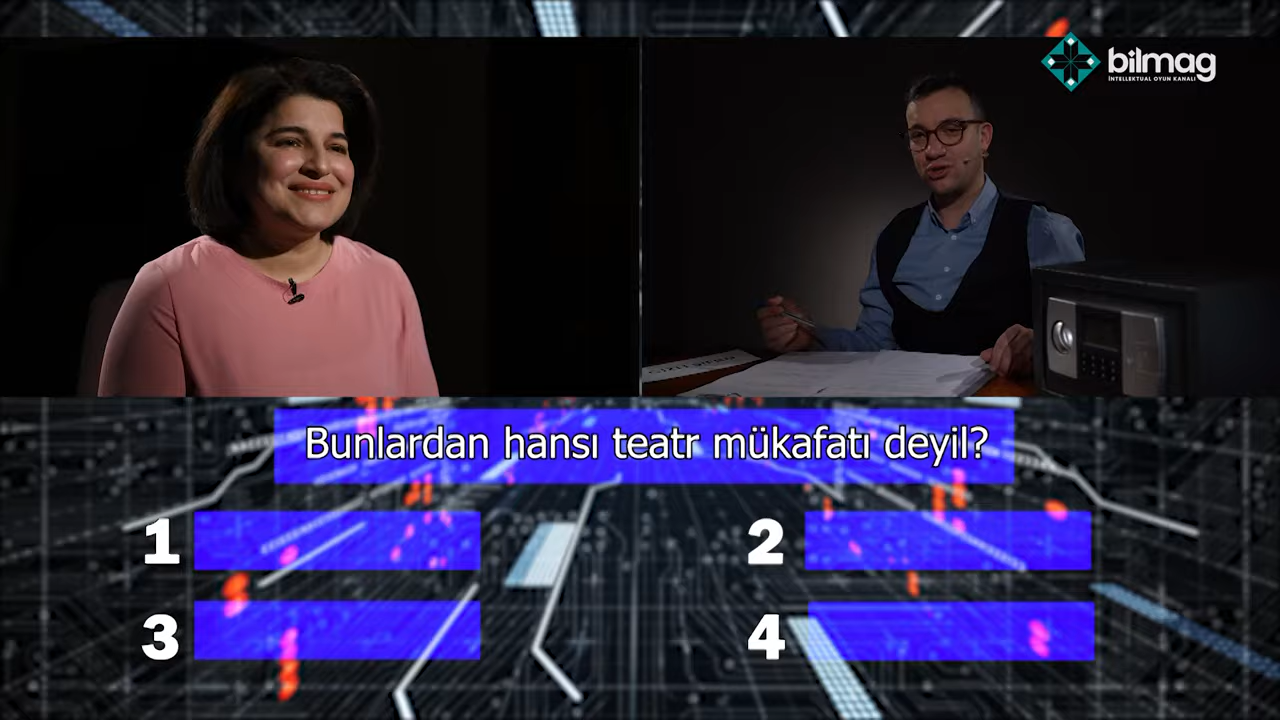 bilmag
İNTELLEKTUAL OYUN KANALI
Bunlardan hansı teatr mükafatı deyil?
1
2
3
4